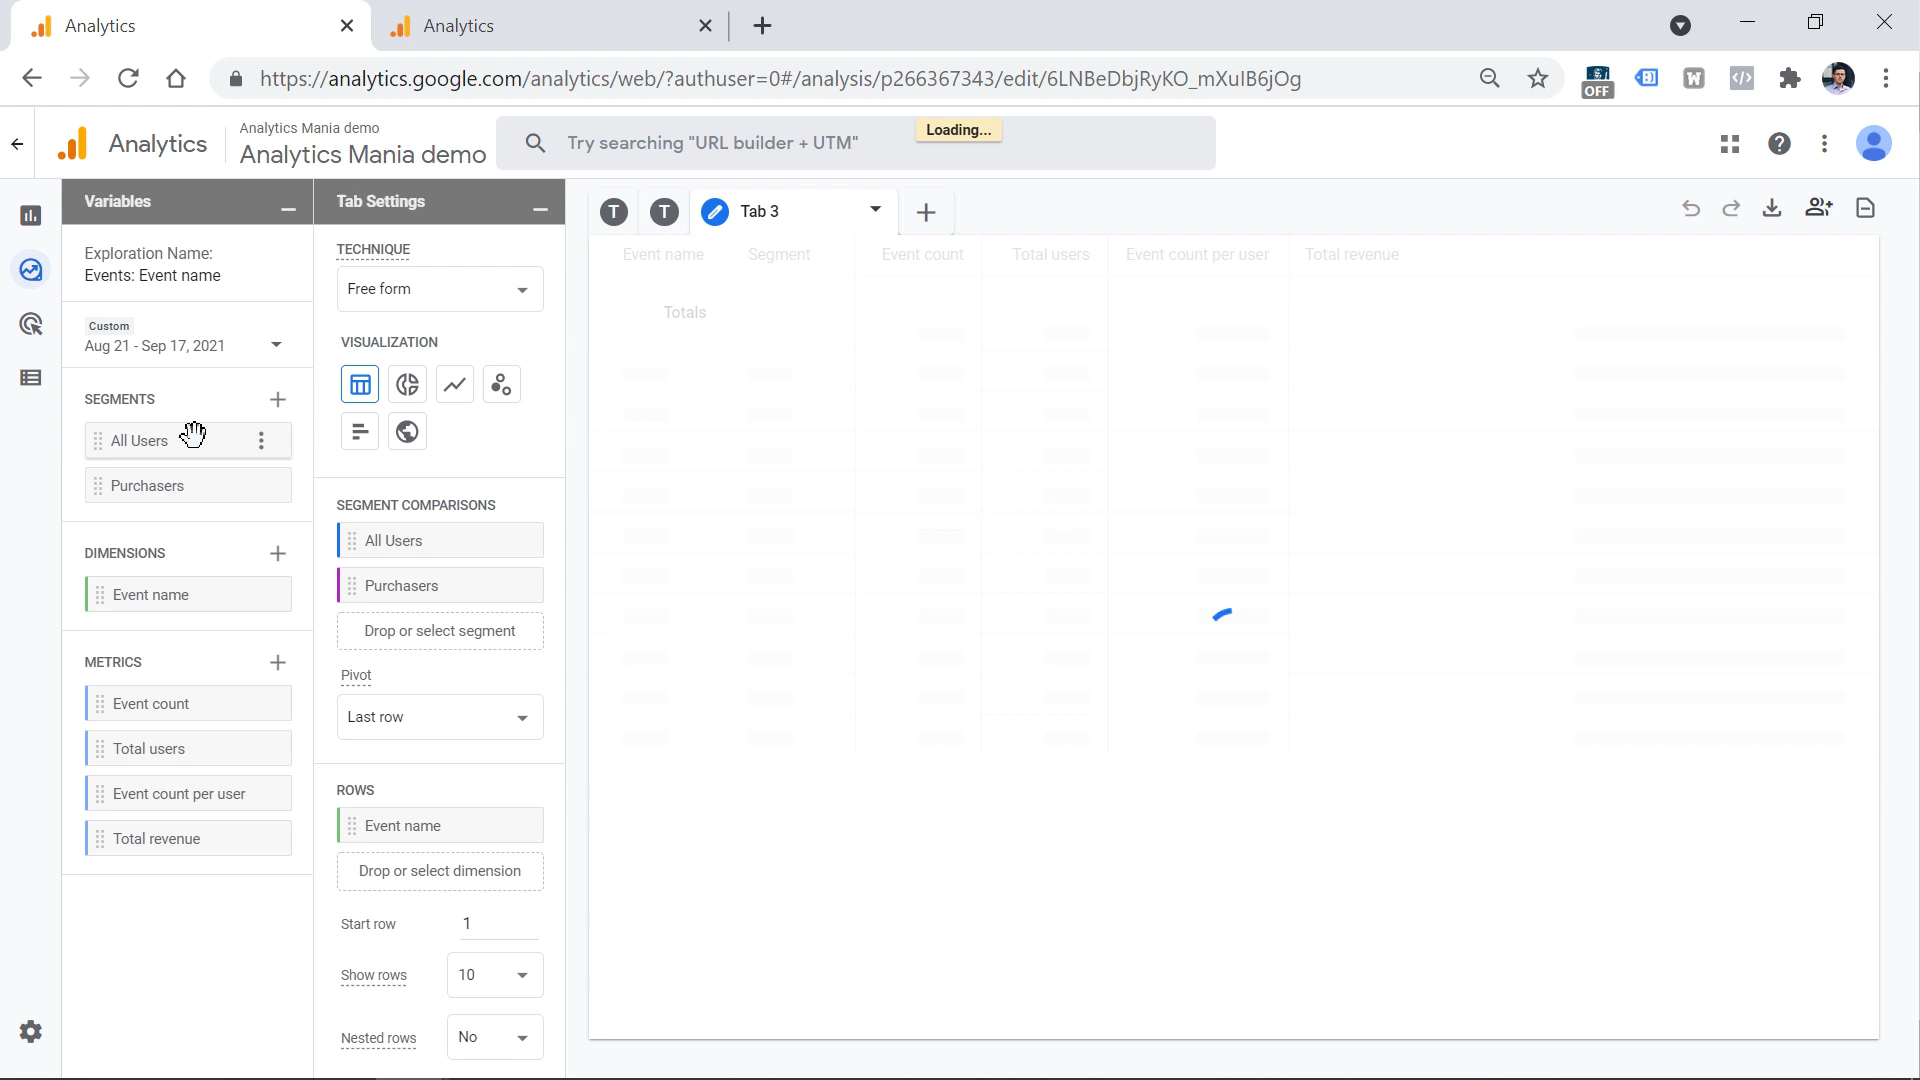 Analytics
Analytics
https://analytics.google.com/analytics/web/?authuser=0#/analysis/p266367343/edit/6LNBeDbjRyKO_mXuIB6jOg
OFF
W
Analytics
Analytics Mania demo
Analytics Mania demo
Try searching "URL builder + UTM"
Loading...
Variables
Exploration Name:
Events: Event name
Custom
Aug 21 - Sep 17, 2021
SEGMENTS
All Users
Purchasers
DIMENSIONS
Event name
METRICS
Event count
Total users
Event count per user
Total revenue
Tab Settings
TECHNIQUE
Free form
VISUALIZATION
SEGMENT COMPARISONS
All Users
Purchasers
Drop or select segment
Pivot
Last row
ROWS
Event name
Drop or select dimension
Start row 1
Show rows 10
Nested rows No
T T Tab 3
Event name Segment Event count Total users Event count per user Total revenue
Totals